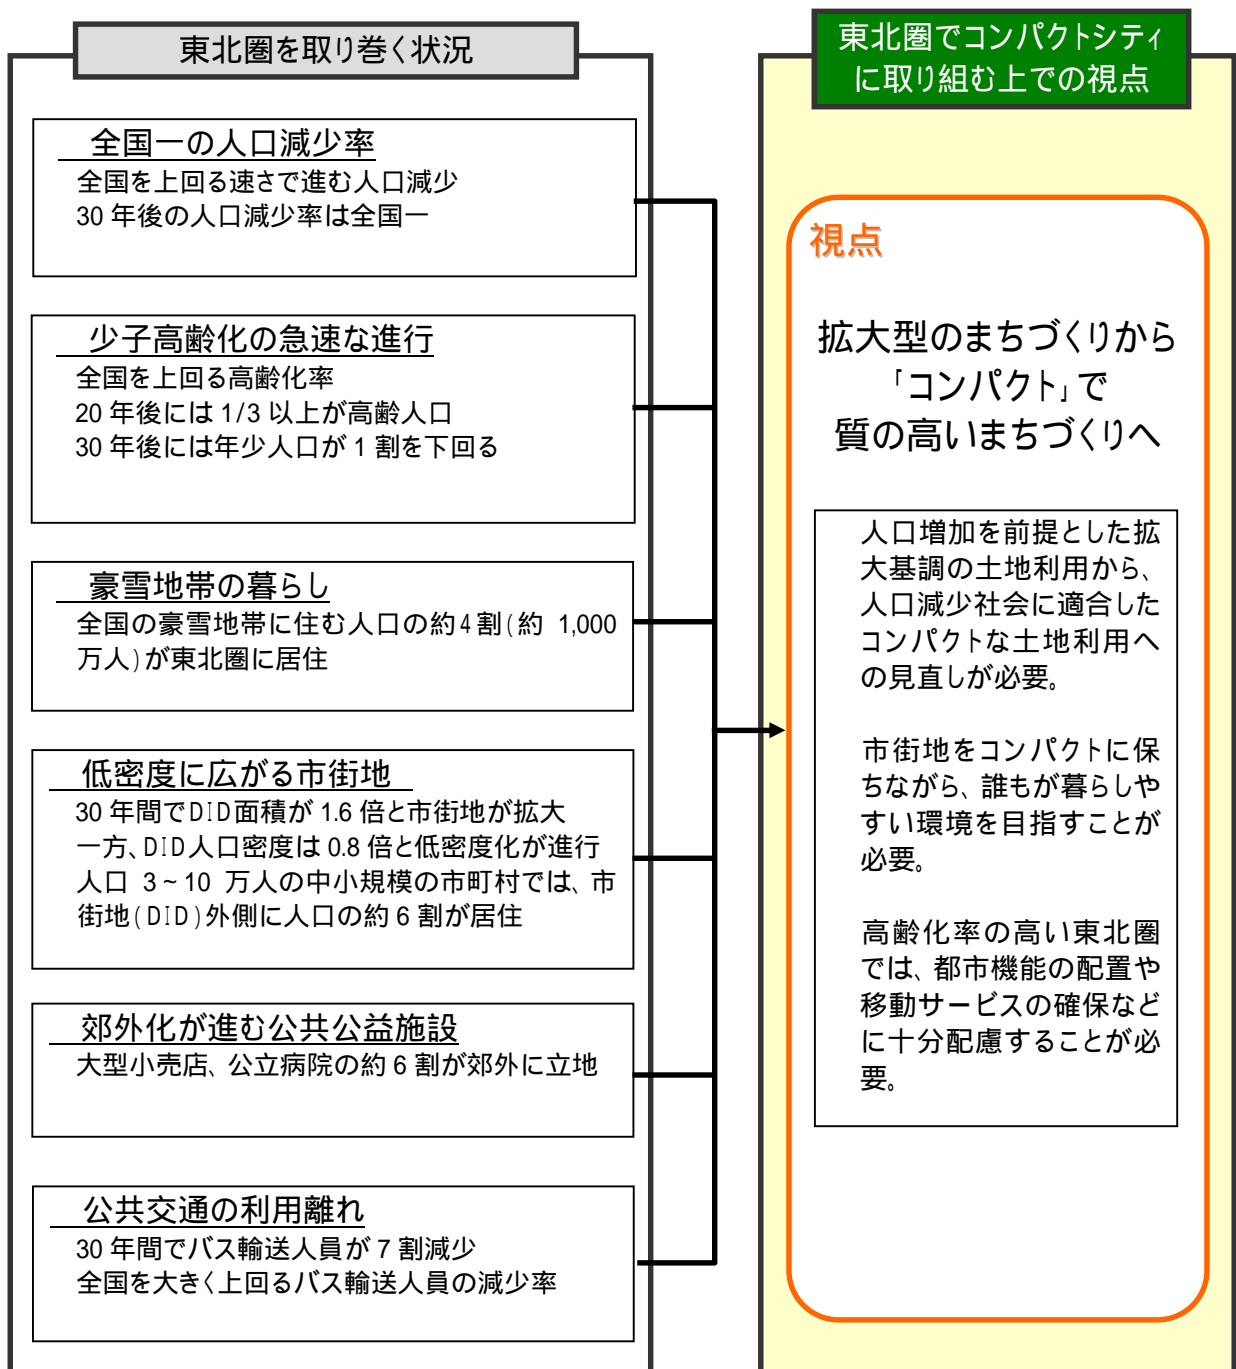 東北圏を取り巻く状況
全国一の人口減少率
全国を上回る速さで進む人口減少
30 年後の人口減少率は全国一
少子高齢化の急速な進行
全国を上回る高齢化率
20 年後には 1/3 以上が高齢人口
30 年後には年少人口が 1 割を下回る
豪雪地帯の暮らし
全国の豪雪地帯に住む人口の約4割(約 1,000
万人)が東北圏に居住
低密度に広がる市街地
30 年間でDID面積が 1.6 倍と市街地が拡大
一方、DID人口密度は 0.8 倍と低密度化が進行
人口 3~10 万人の中小規模の市町村では、市
街地(DID)外側に人口の約 6 割が居住
郊外化が進む公共公益施設
大型小売店、公立病院の約 6 割が郊外に立地
公共交通の利用離れ
30 年間でバス輸送人員が 7 割減少
全国を大きく上回るバス輸送人員の減少率
東北圏でコンパクトシティ
に取り組む上での視点
視点
拡大型のまちづくりから
「コンパクト」で
質の高いまちづくりへ
人口増加を前提とした拡
大基調の土地利用から、
人口減少社会に適合した
コンパクトな土地利用へ
の見直しが必要。
市街地をコンパクトに保
ちながら、誰もが暮らしや
すい環境を目指すことが
必要。
高齢化率の高い東北圏
では、都市機能の配置や
移動サービスの確保など
に十分配慮することが必
要。